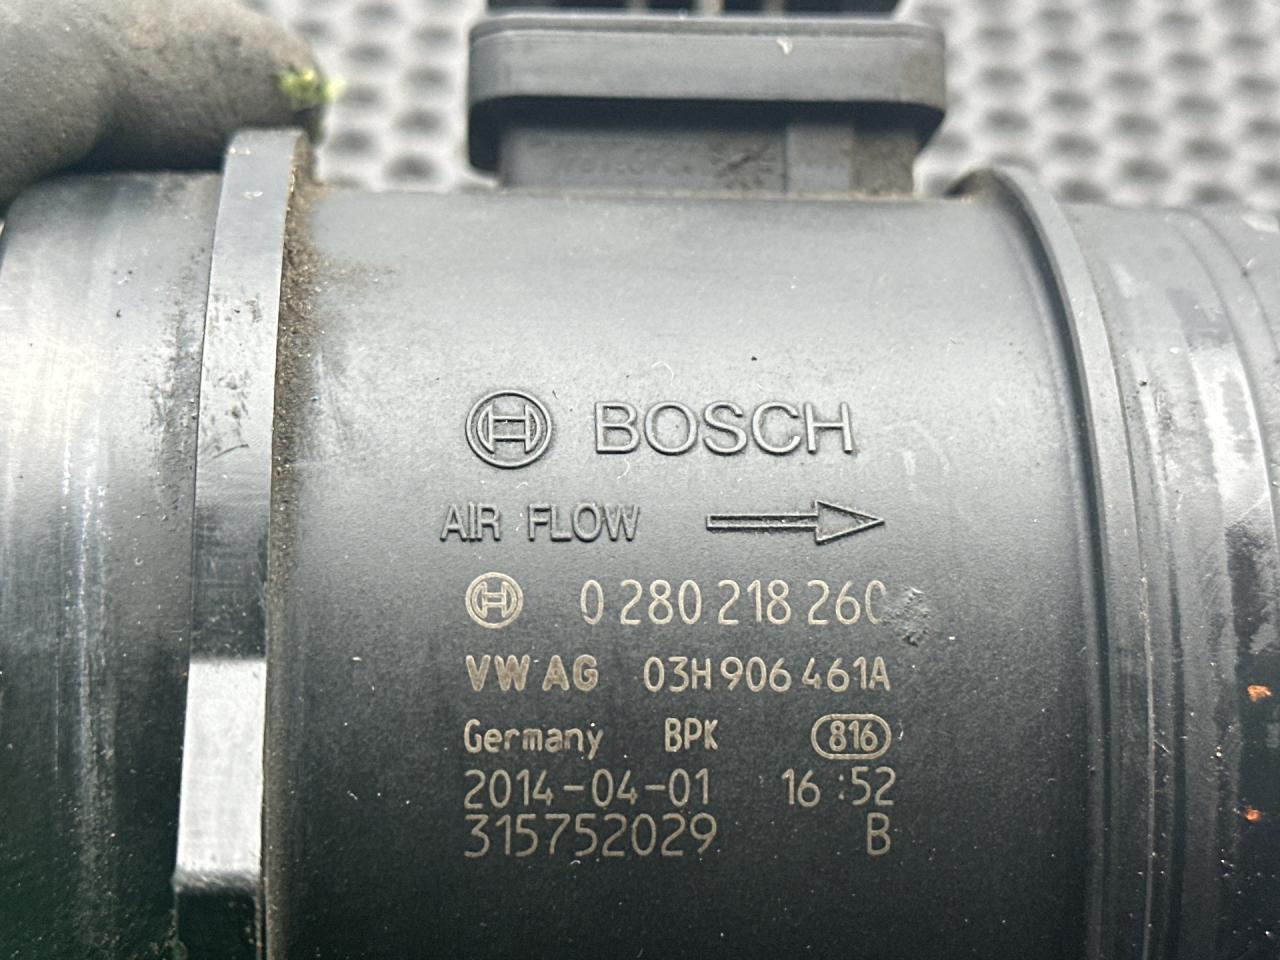 BOSCH
AIR FLOW
0 280 218 260
VW AG 03H 906 461A
Germany BPK 816
2014-04-01 16:52
315752029 B